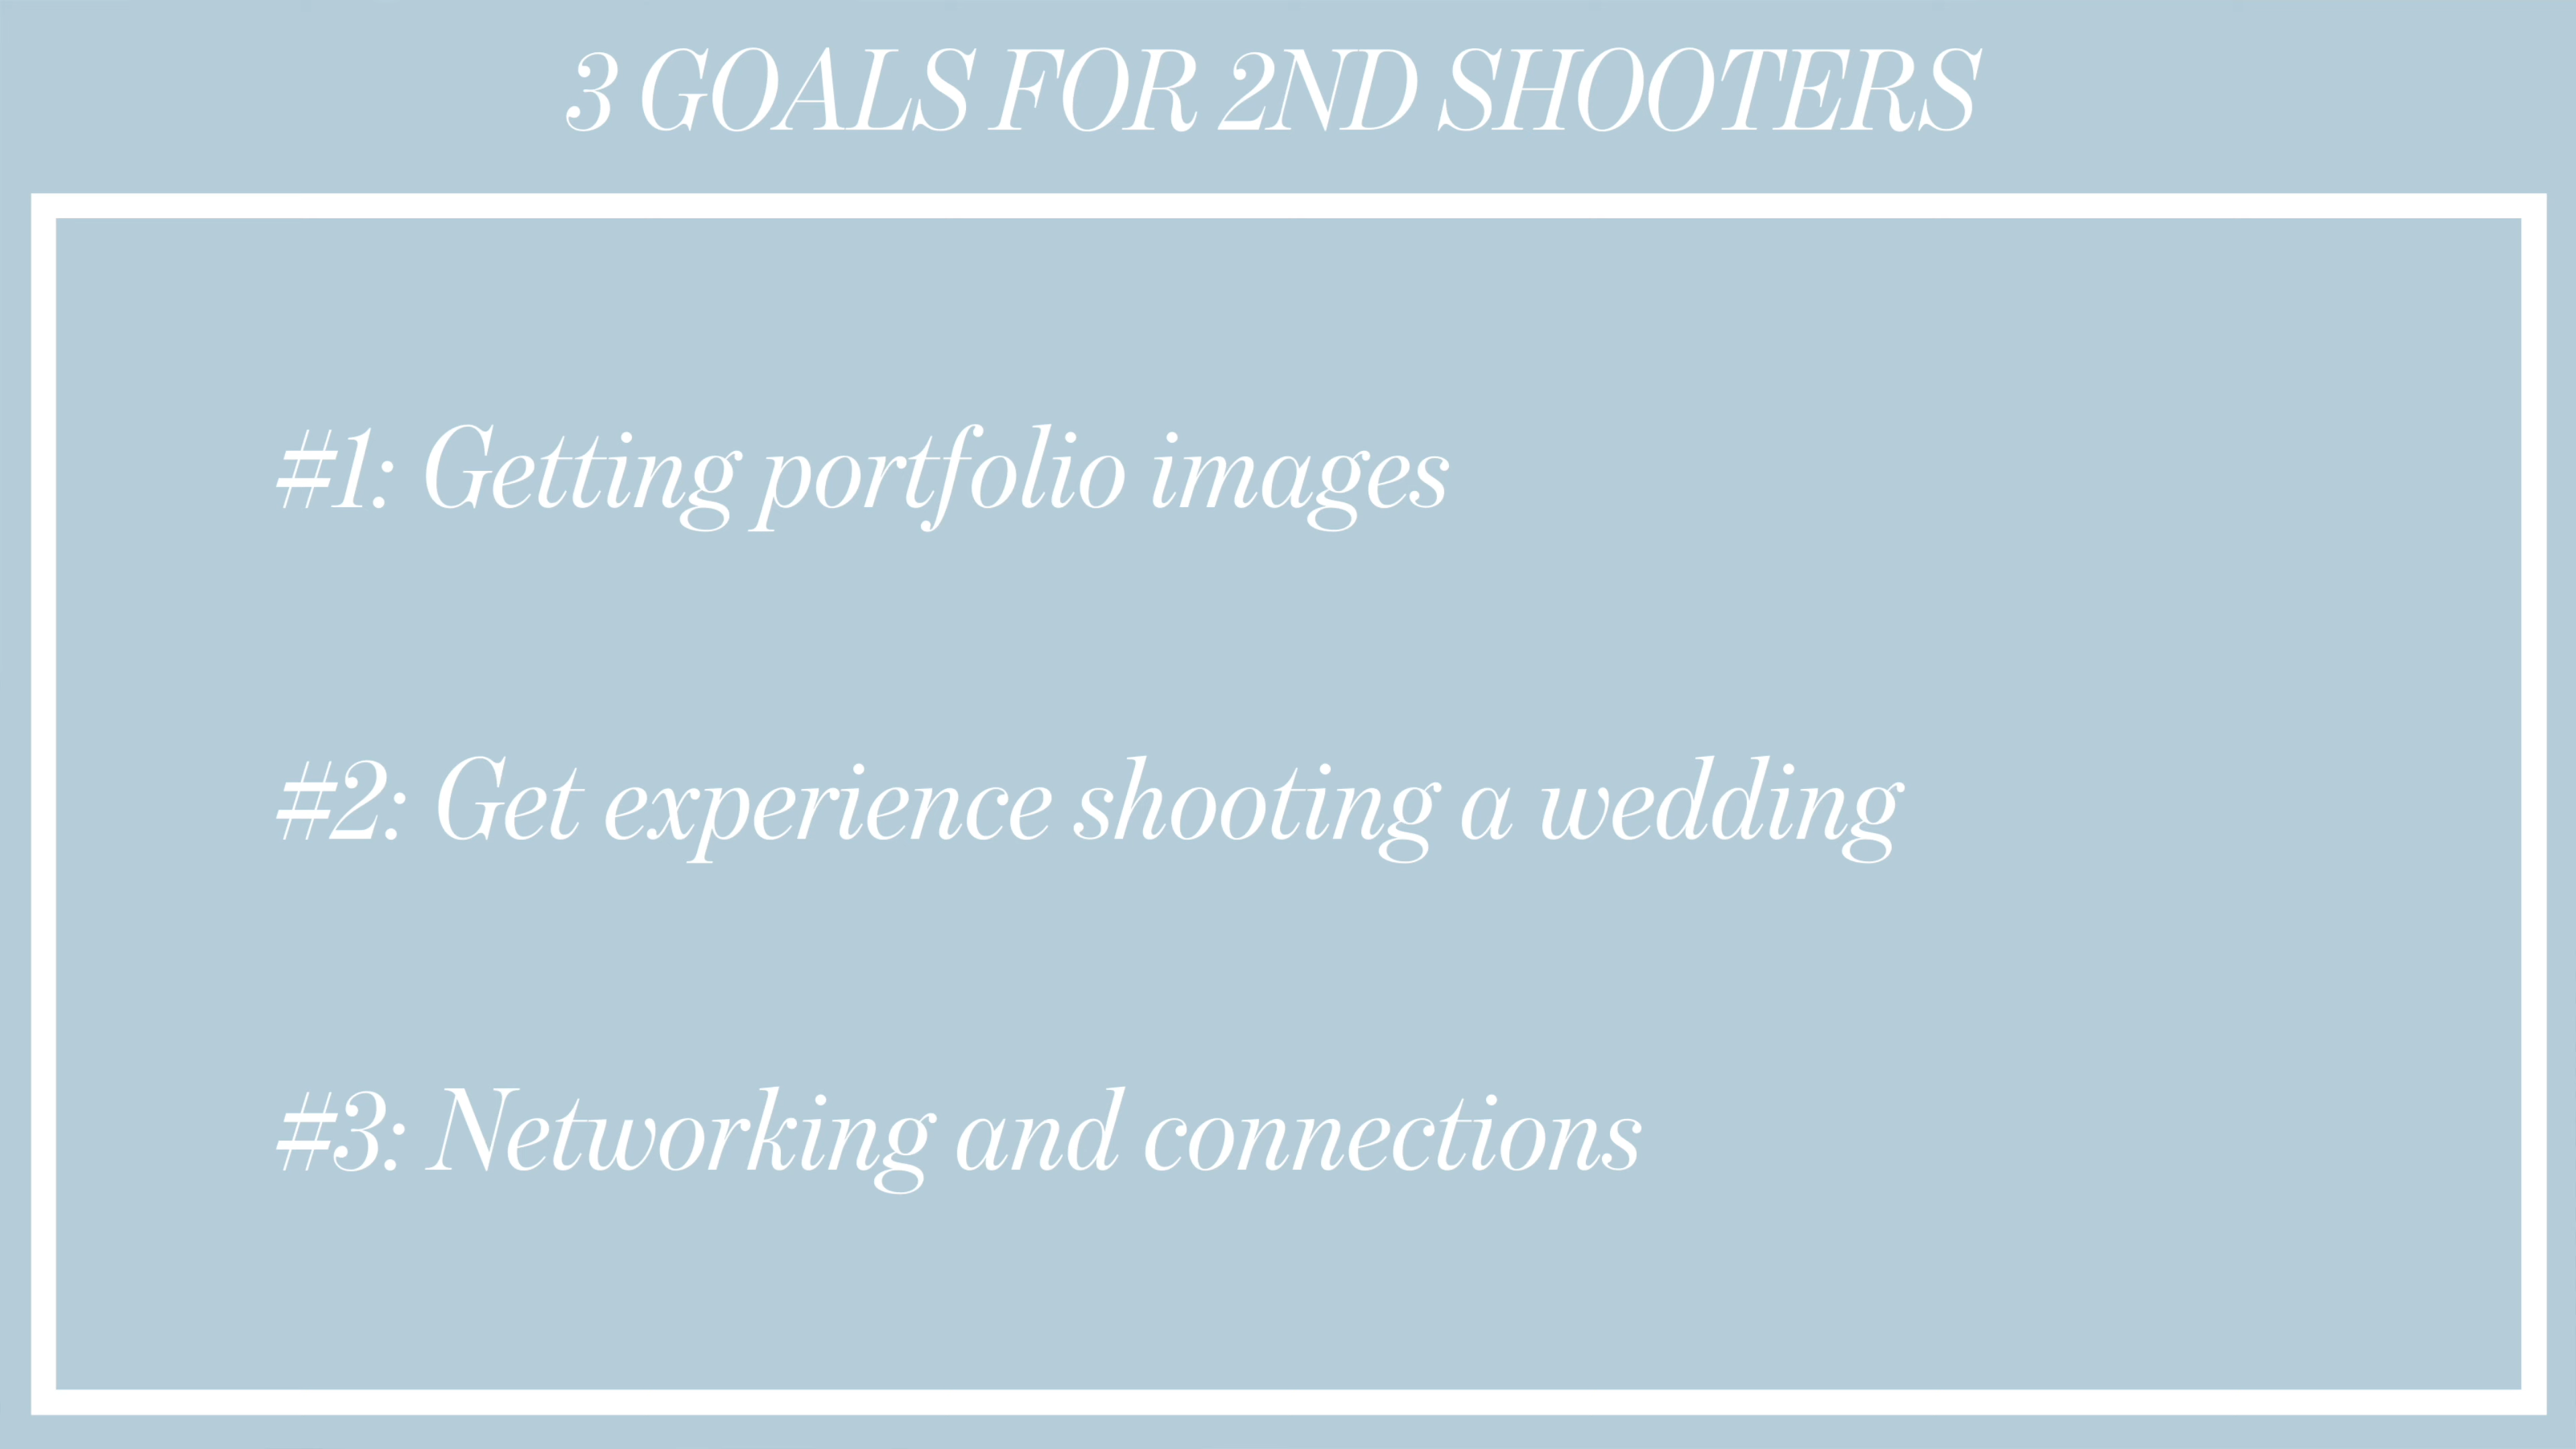 3 GOALS FOR 2ND SHOOTERS
#1: Getting portfolio images
#2: Get experience shooting a wedding
#3: Networking and connections